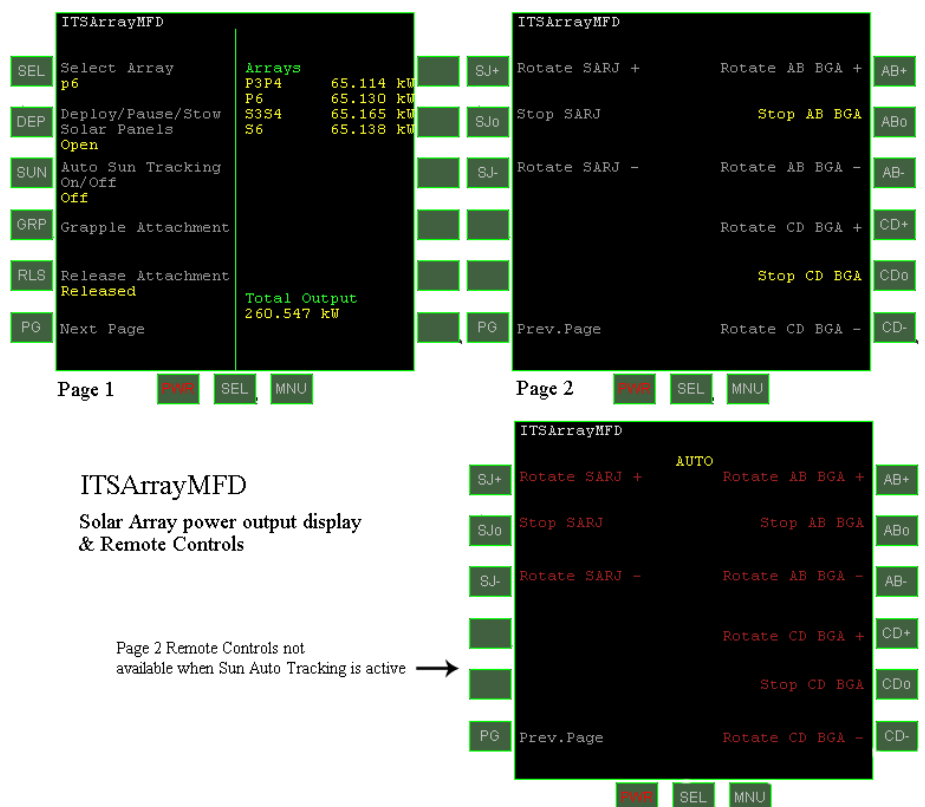 ITSArrayMFD
SEL Select Array
p6
DEP Deploy/Pause/Stow
Solar Panels
Open
SUN Auto Sun Tracking
On/Off
Off
GRP Grapple Attachment
RLS Release Attachment
Released
PG Next Page
Arrays
P3P4 65.114 kW
P6 65.130 kW
S3S4 65.165 kW
S6 65.138 kW
Total Output
260.547 kW
Page 1 PWR SEL MNU
ITSArrayMFD
SJ+ Rotate SARJ + Rotate AB BGA + AB+
SJo Stop SARJ Stop AB BGA ABo
SJ- Rotate SARJ - Rotate AB BGA - AB-
Rotate CD BGA + CD+
Stop CD BGA CDo
PG Prev.Page Rotate CD BGA - CD-
Page 2 PWR SEL MNU
ITSArrayMFD
Solar Array power output display
& Remote Controls
Page 2 Remote Controls not
available when Sun Auto Tracking is active
ITSArrayMFD
AUTO
SJ+ Rotate SARJ + Rotate AB BGA + AB+
SJo Stop SARJ Stop AB BGA ABo
SJ- Rotate SARJ - Rotate AB BGA - AB-
Rotate CD BGA + CD+
Stop CD BGA CDo
PG Prev.Page Rotate CD BGA - CD-
PWR SEL MNU